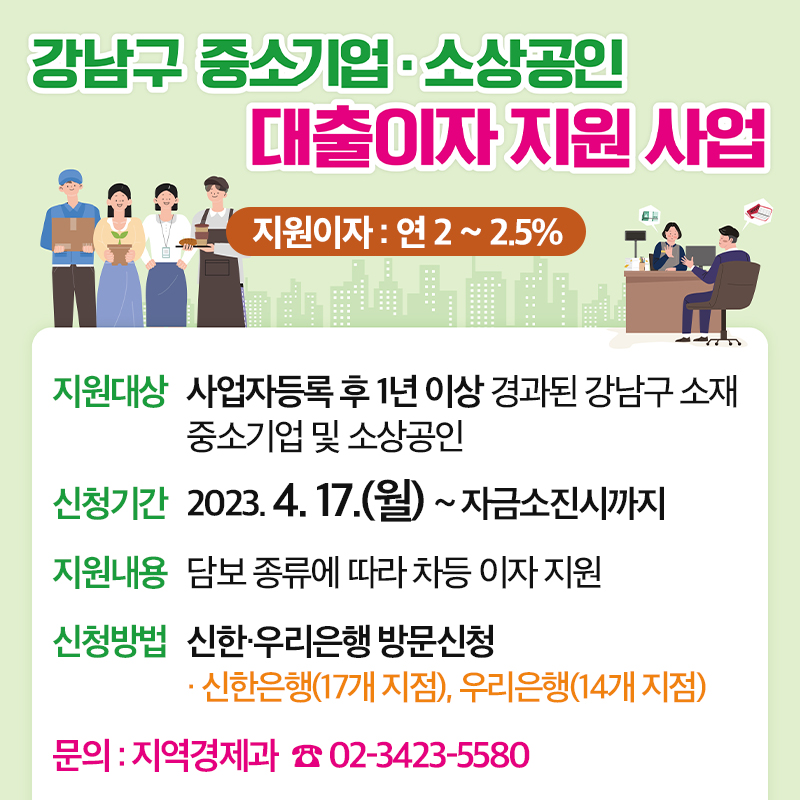 강남구 중소기업 · 소상공인
대출이자 지원 사업
지원이자 : 연 2 ~ 2.5%
지원대상 사업자등록 후 1년 이상 경과된 강남구 소재
중소기업 및 소상공인
신청기간 2023. 4. 17.(월) ~ 자금소진시까지
지원내용 담보 종류에 따라 차등 이자 지원
신청방법 신한·우리은행 방문신청
· 신한은행(17개 지점), 우리은행(14개 지점)
문의 : 지역경제과 ☎ 02-3423-5580